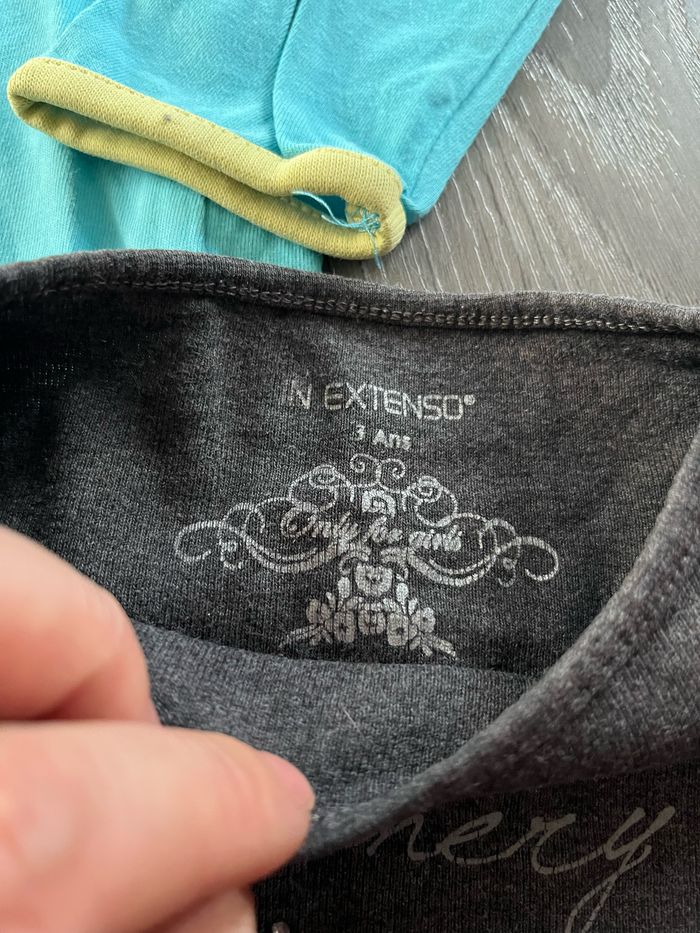 IN EXTENSO®
3 Ans
Only for girls